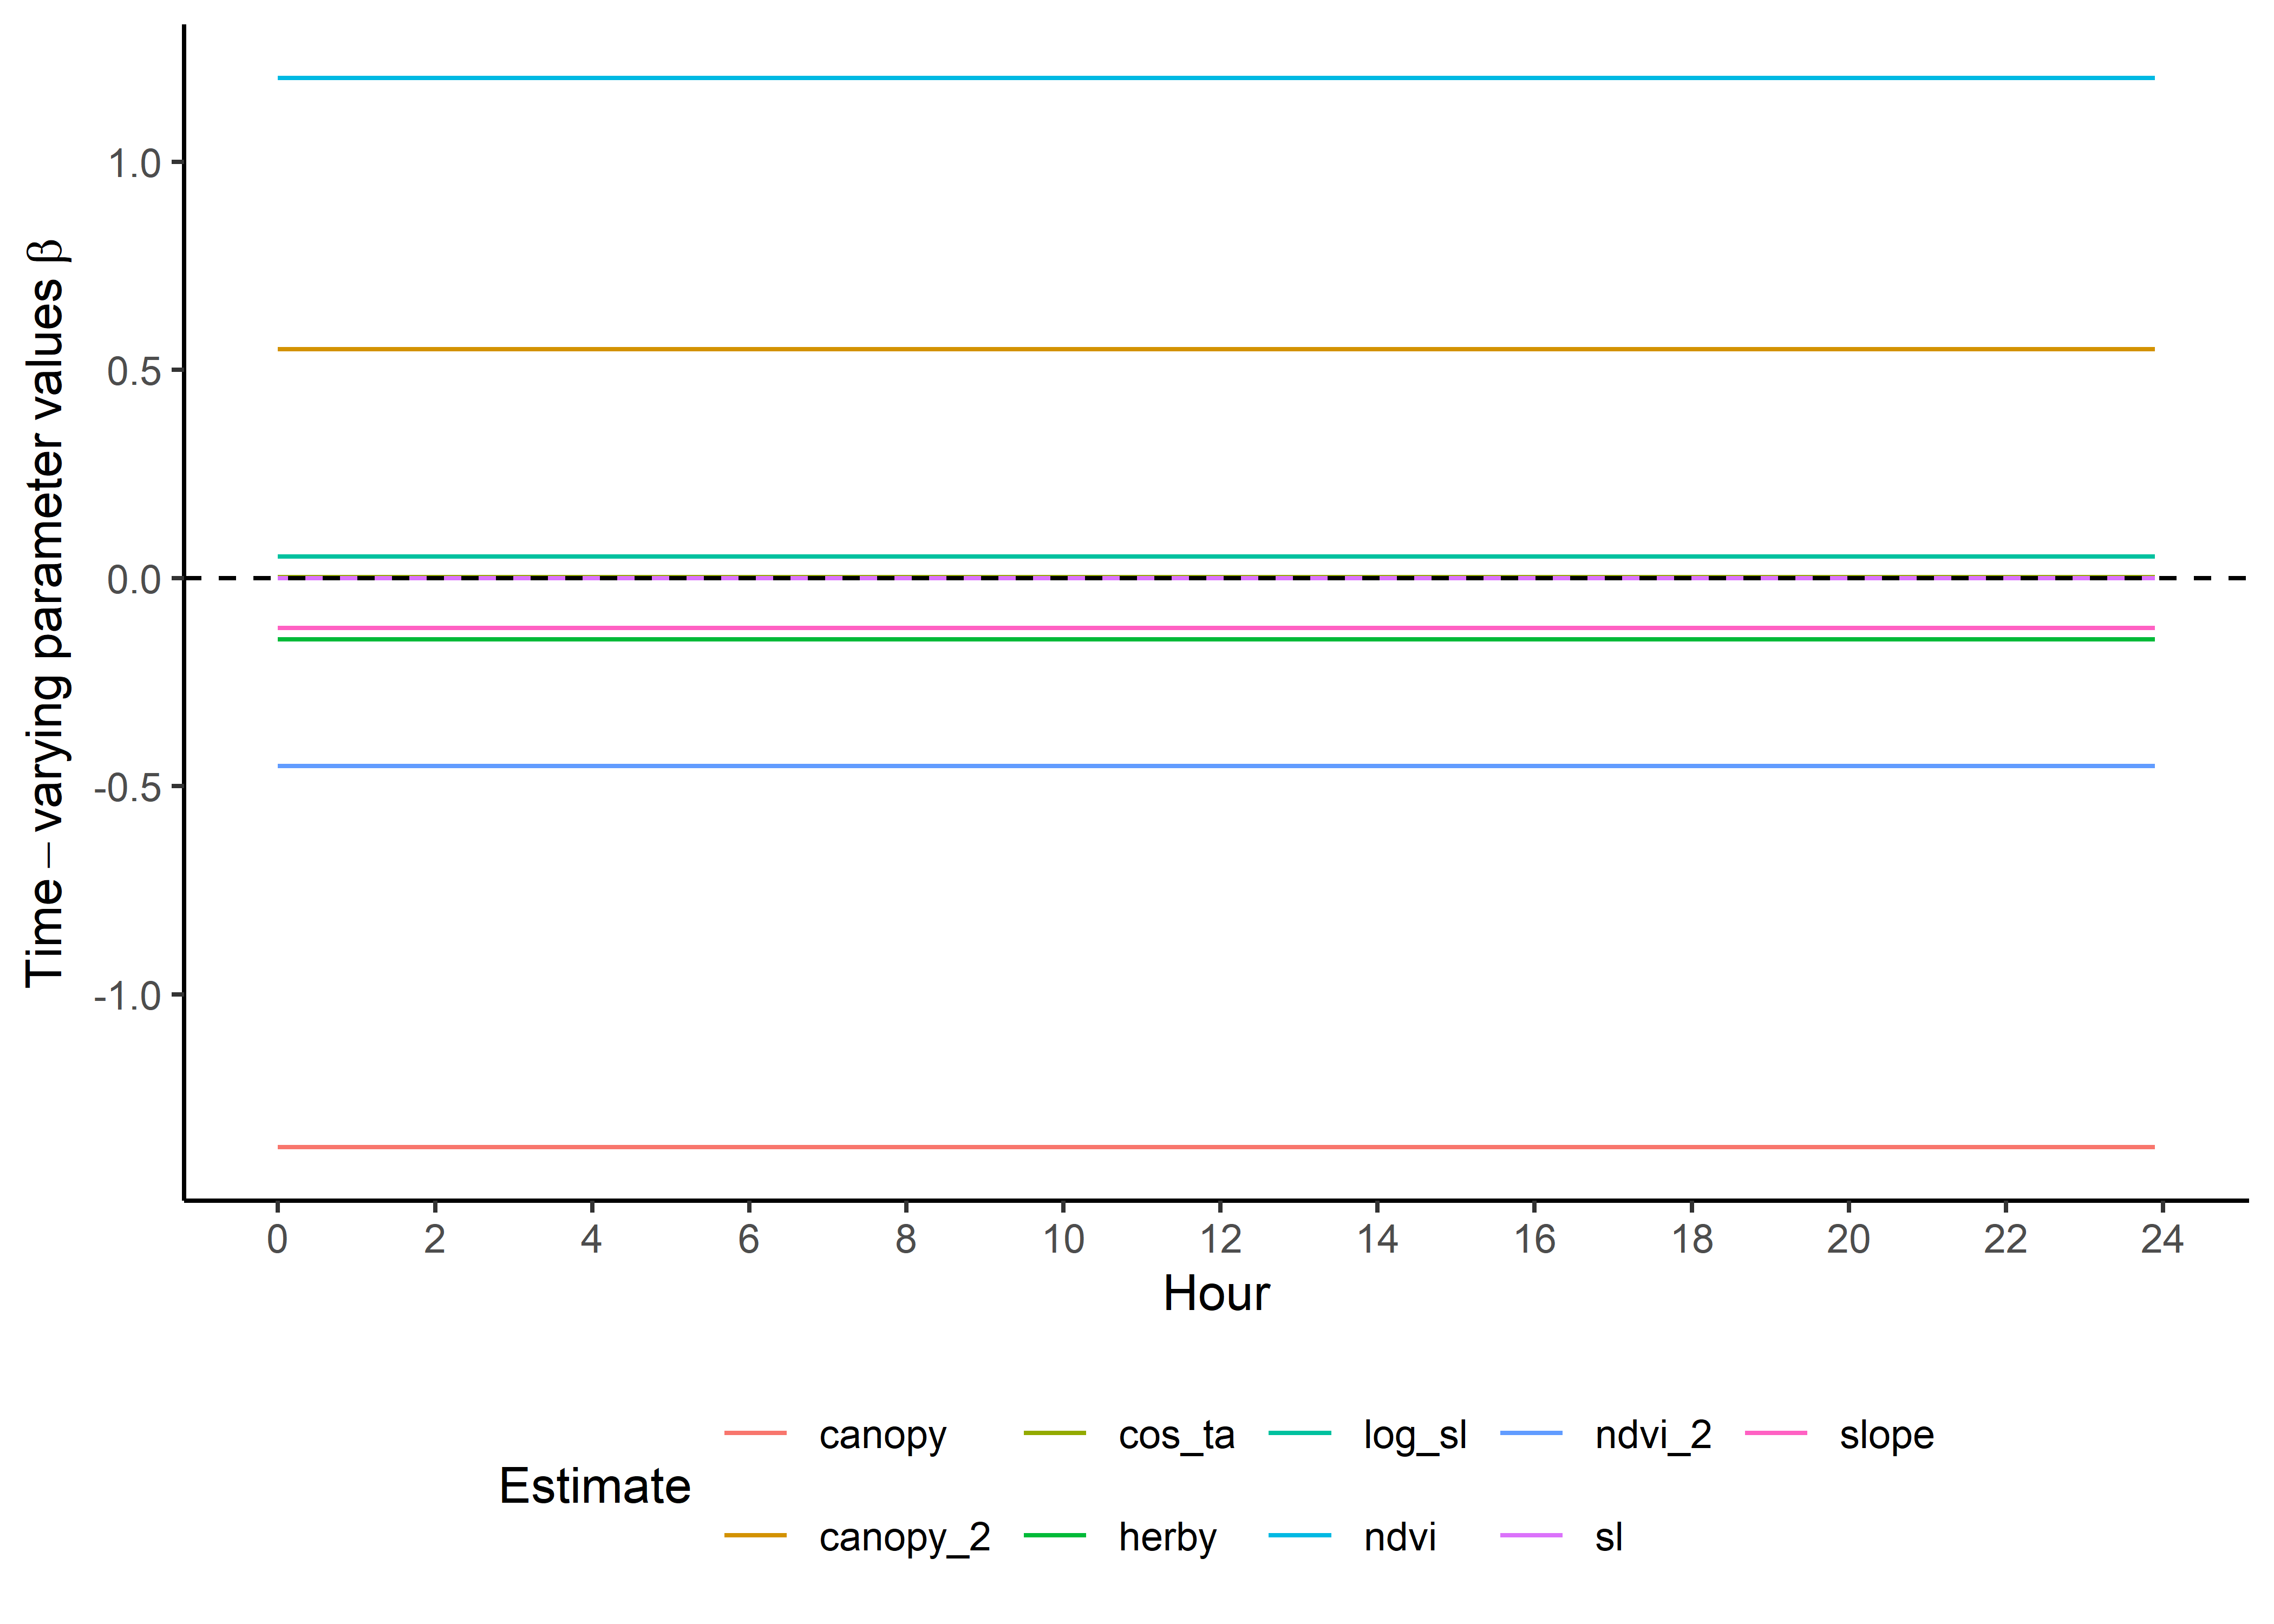 Time – varying parameter values β
1.0
0.5
0.0
-0.5
-1.0
0 2 4 6 8 10 12 14 16 18 20 22 24
Hour
Estimate
canopy cos_ta log_sl ndvi_2 slope
canopy_2 herby ndvi sl